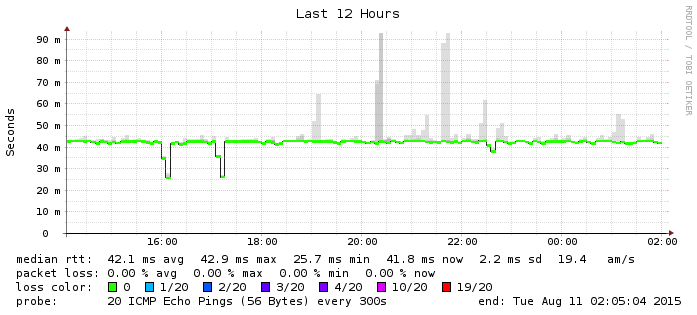 Last 12 Hours
RRDTOOL / TOBI OETIKER
Seconds
90 m
80 m
70 m
60 m
50 m
40 m
30 m
20 m
10 m
0
16:00 18:00 20:00 22:00 00:00 02:00
median rtt: 42.1 ms avg 42.9 ms max 25.7 ms min 41.8 ms now 2.2 ms sd 19.4 am/s
packet loss: 0.00 % avg 0.00 % max 0.00 % min 0.00 % now
loss color: 0 1/20 2/20 3/20 4/20 10/20 19/20
probe: 20 ICMP Echo Pings (56 Bytes) every 300s end: Tue Aug 11 02:05:04 2015